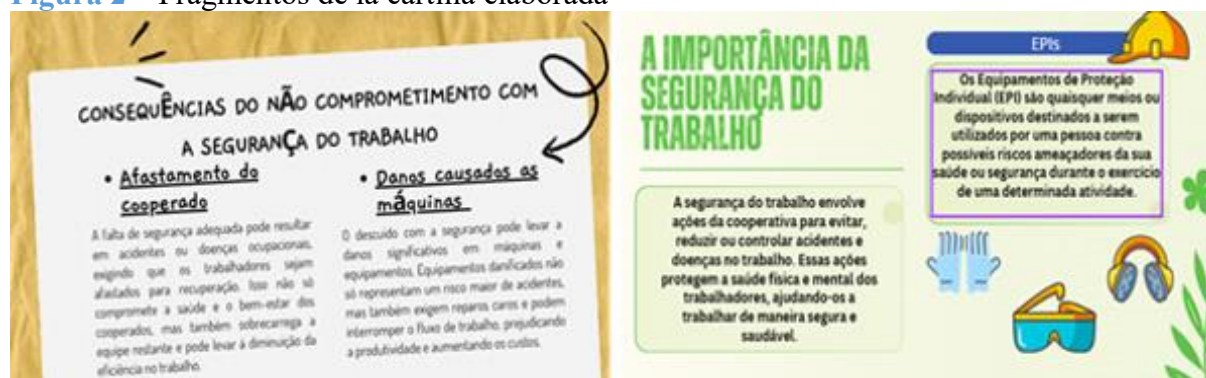 Figura 2 – Fragmentos de la cartilla elaborada
CONSEQUÊNCIAS DO NÃO COMPROMETIMENTO COM
A SEGURANÇA DO TRABALHO
• Afastamento do
cooperado
A falta de segurança adequada pode resultar
em acidentes ou doenças ocupacionais,
exigindo que os trabalhadores sejam
afastados para recuperação. Isso não só
compromete a saúde e o bem-estar dos
cooperados, mas também sobrecarrega a
equipe restante e pode levar à diminuição da
eficiência no trabalho.
• Danos causados as
máquinas
O descuido com a segurança pode levar a
danos significativos em máquinas e
equipamentos. Equipamentos danificados não
só representam um risco maior de acidentes,
mas também exigem reparos caros e podem
interromper o fluxo de trabalho, prejudicando
a produtividade e aumentando os custos.
A IMPORTÂNCIA DA
SEGURANÇA DO
TRABALHO
A segurança do trabalho envolve
ações da cooperativa para evitar,
reduzir ou controlar acidentes e
doenças no trabalho. Essas ações
protegem a saúde física e mental dos
trabalhadores, ajudando-os a
trabalhar de maneira segura e
saudável.
EPIs
Os Equipamentos de Proteção
Individual (EPI) são quaisquer meios ou
dispositivos destinados a serem
utilizados por uma pessoa contra
possíveis riscos ameaçadores da sua
saúde ou segurança durante o exercício
de uma determinada atividade.